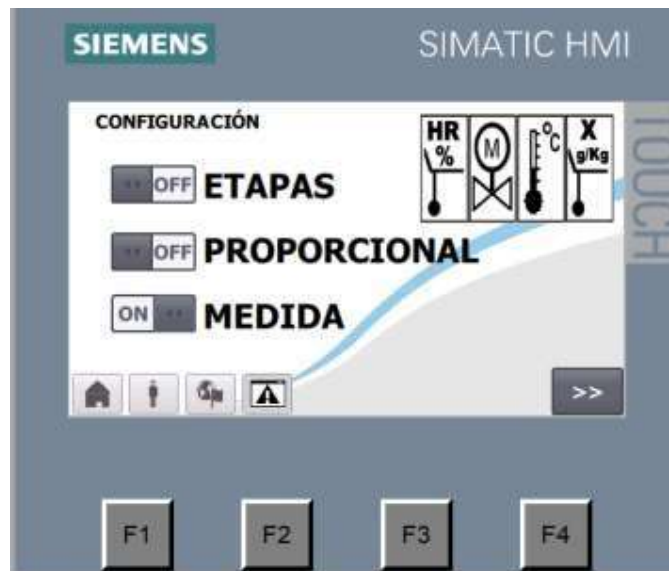 SIEMENS
SIMATIC HMI
TOUCH
CONFIGURACIÓN
HR
%
M
°C
X
g/Kg
OFF
ETAPAS
OFF
PROPORCIONAL
ON
MEDIDA
>>
F1
F2
F3
F4